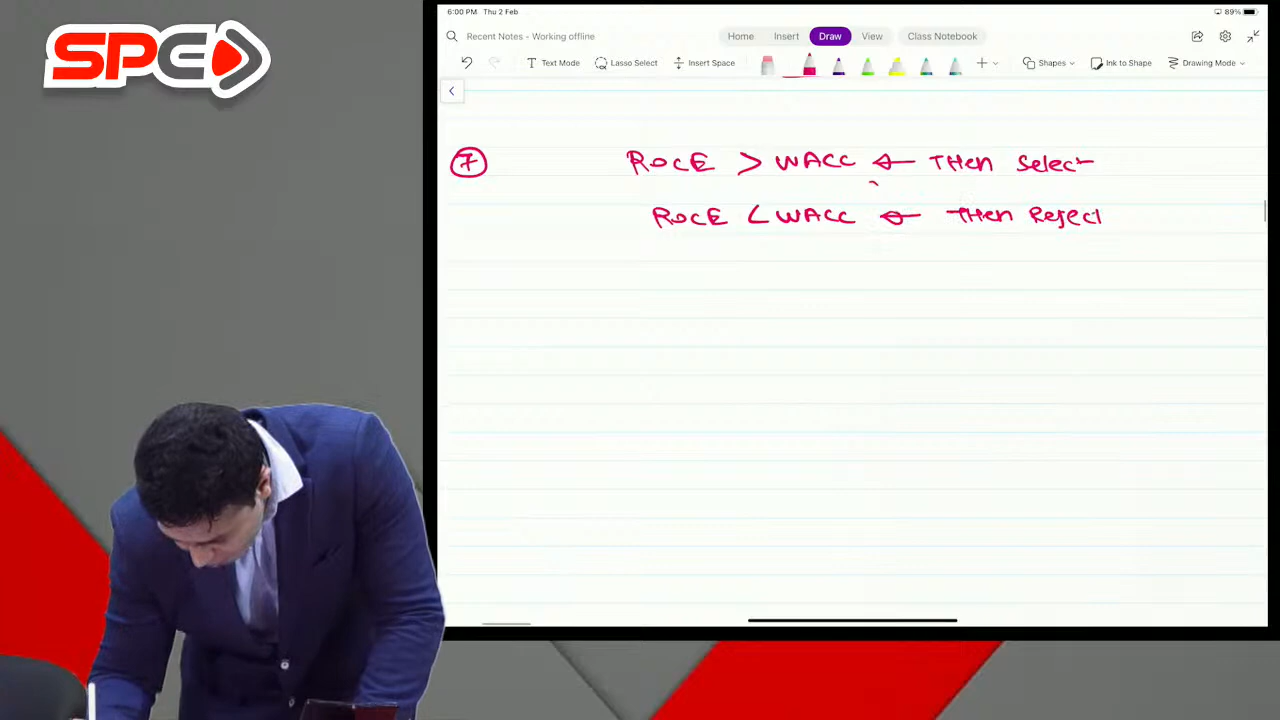 SPED
6:00 PM Thu 2 Feb
89%
Recent Notes - Working offline
Home Insert Draw View Class Notebook
Text Mode Lasso Select Insert Space Shapes Ink to Shape Drawing Mode
7 ROCE > WACC ← THen Select
ROCE < WACC ← THen Reject